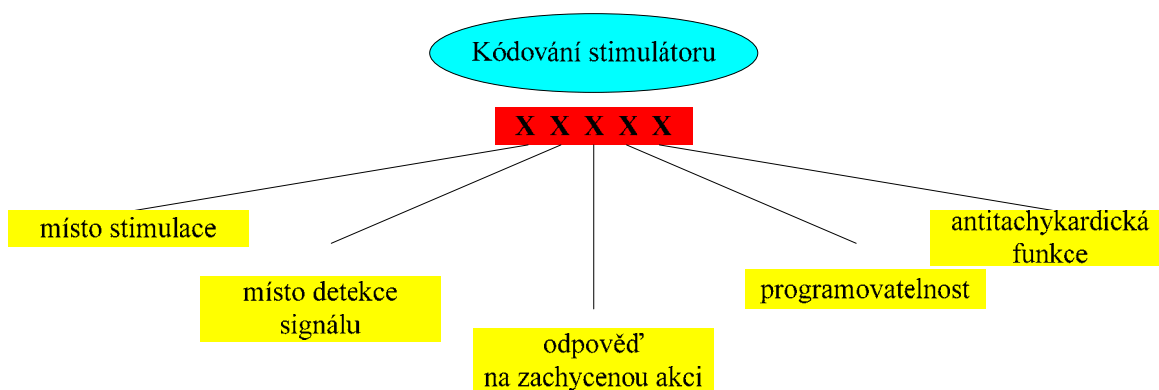 Kódování stimulátoru
X X X X X
místo stimulace
místo detekce
signálu
odpověď
na zachycenou akci
programovatelnost
antitachykardická
funkce